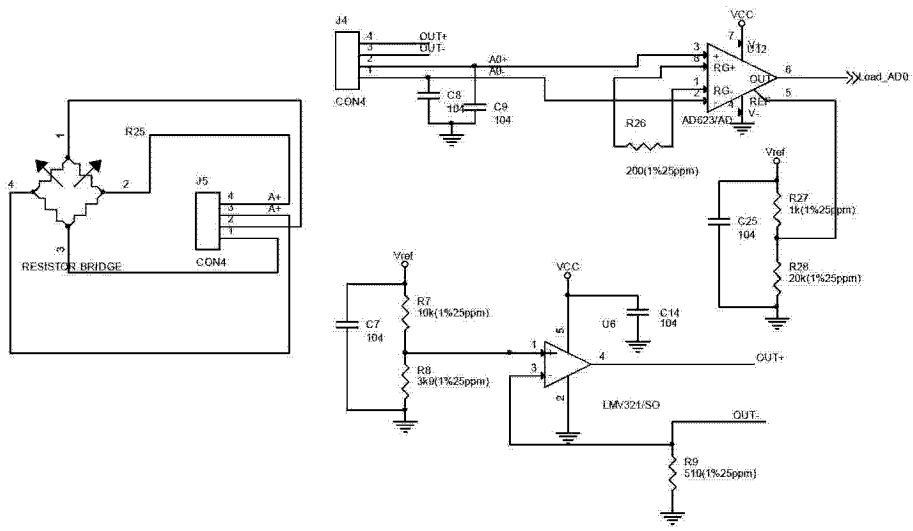 J4
4
3
2
1
OUT+
OUT-
A0+
A0-
CON4
C8
104
C9
104
VCC
7
V+
U12
3
8
1
2
+
RG+
RG-
-
OUT
REF
6
5
4
V-
AD623/AD
Load_AD0
R26
200(1%25ppm)
Vref
R27
1k(1%25ppm)
C25
104
R28
20k(1%25ppm)
1
R25
4
2
3
RESISTOR BRIDGE
J5
4
3
2
1
A+
A+
CON4
Vref
R7
10k(1%25ppm)
C7
104
R8
3k9(1%25ppm)
VCC
C14
104
U6
5
1
3
4
2
+
-
OUT+
LMV321/SO
OUT-
R9
510(1%25ppm)